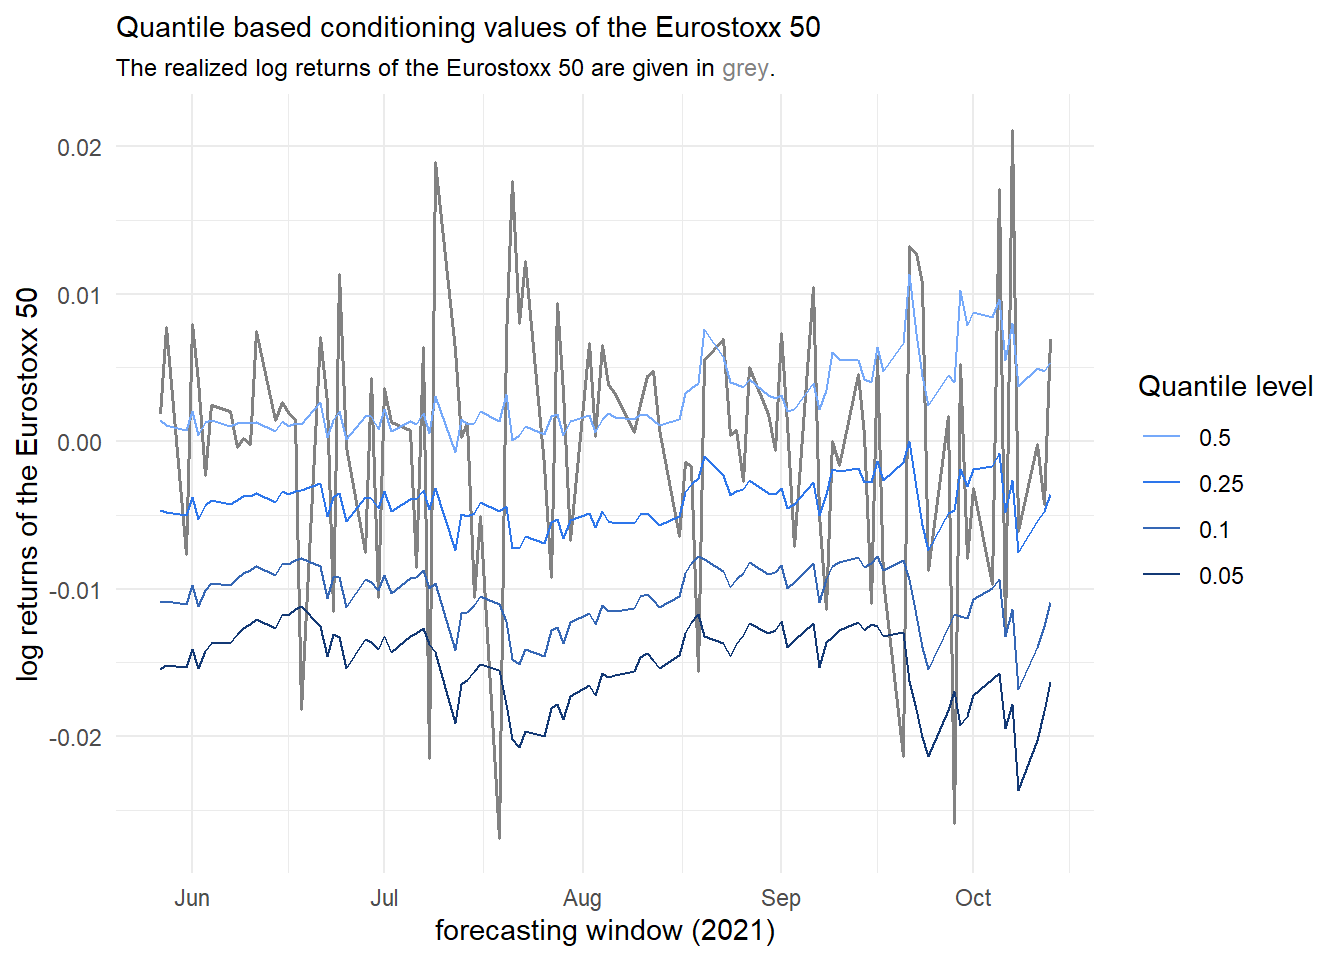 Quantile based conditioning values of the Eurostoxx 50
The realized log returns of the Eurostoxx 50 are given in grey.
log returns of the Eurostoxx 50
0.02
0.01
0.00
-0.01
-0.02
Jun Jul Aug Sep Oct
forecasting window (2021)
Quantile level
0.5
0.25
0.1
0.05